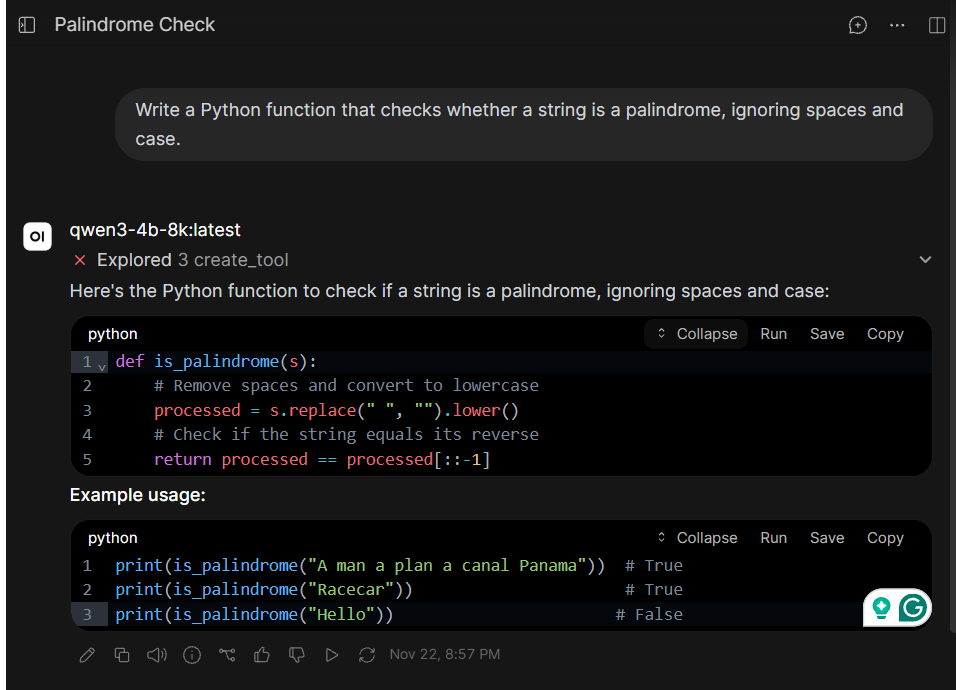 Palindrome Check
Write a Python function that checks whether a string is a palindrome, ignoring spaces and
case.
OI
qwen3-4b-8k:latest
Explored 3 create_tool
Here's the Python function to check if a string is a palindrome, ignoring spaces and case:
python Collapse Run Save Copy
1 def is_palindrome(s):
2     # Remove spaces and convert to lowercase
3     processed = s.replace(" ", "").lower()
4     # Check if the string equals its reverse
5     return processed == processed[::-1]
Example usage:
python Collapse Run Save Copy
1 print(is_palindrome("A man a plan a canal Panama"))  # True
2 print(is_palindrome("Racecar"))                      # True
3 print(is_palindrome("Hello"))                       # False
Nov 22, 8:57 PM